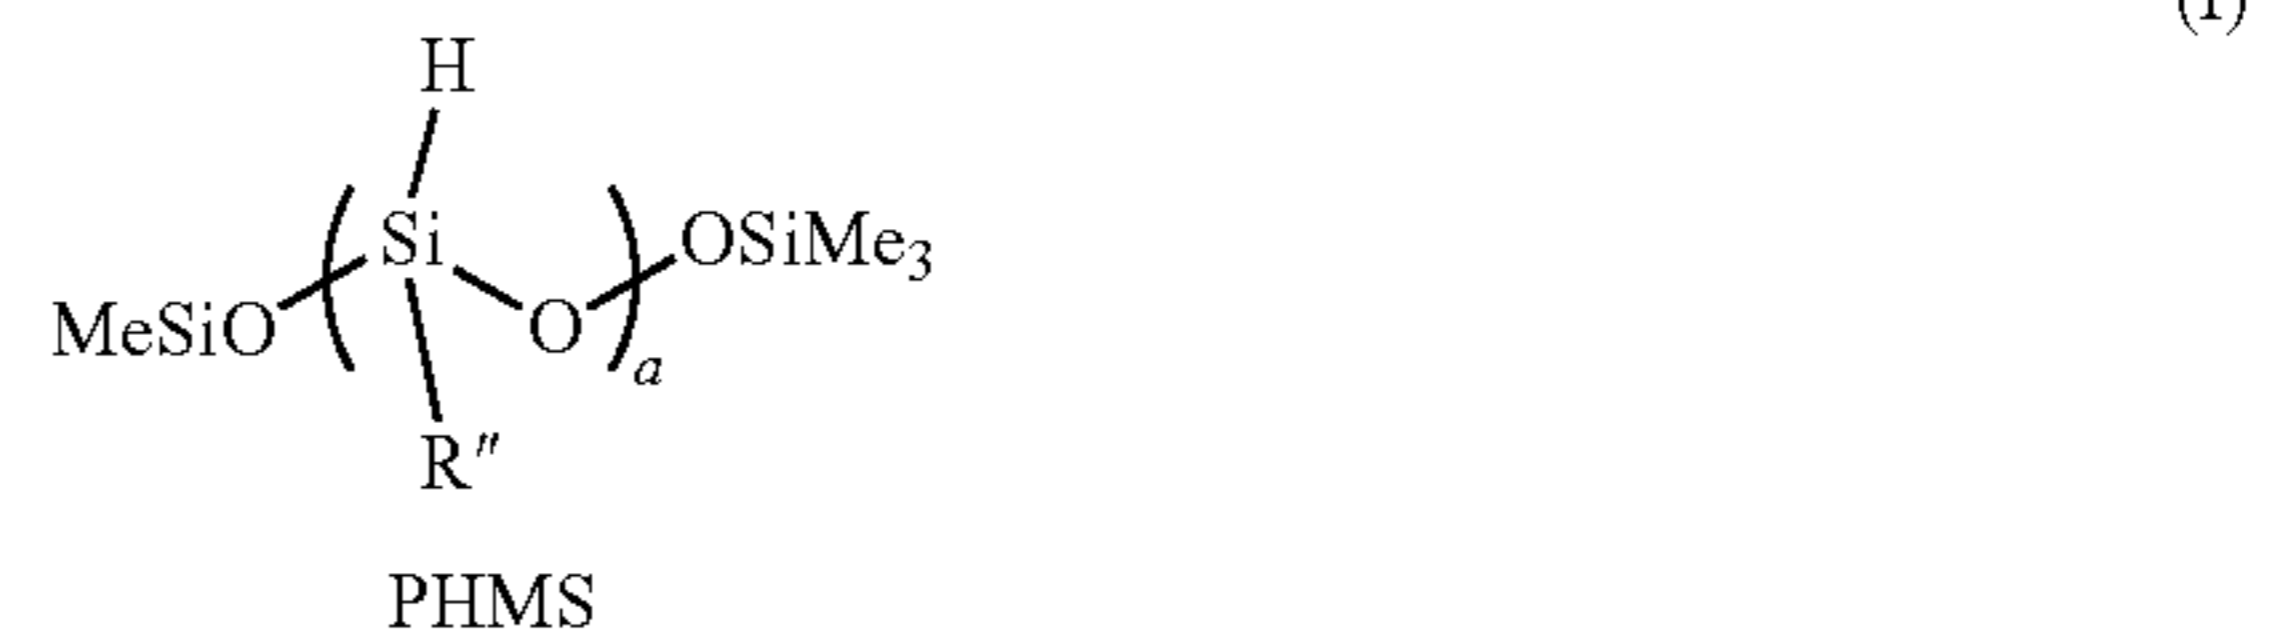 (I)
H
Si
OSiMe3
MeSiO
O
a
R″
PHMS